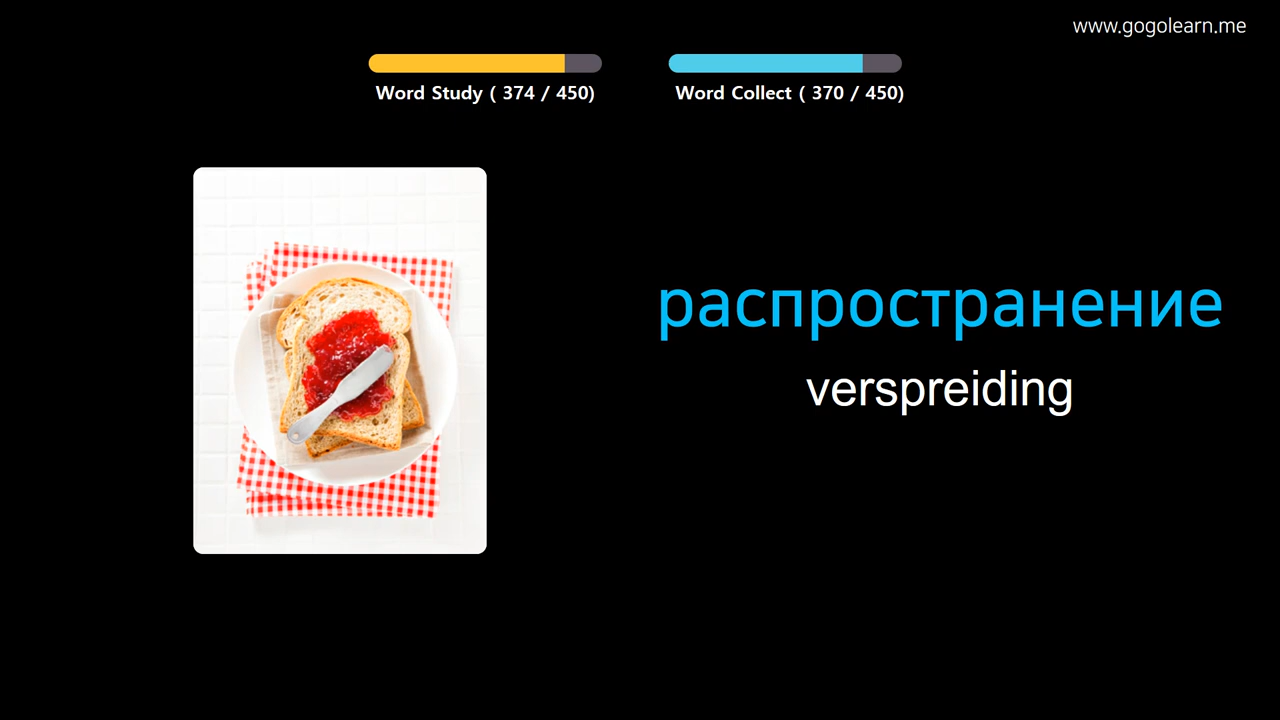 www.gogolearn.me
Word Study ( 374 / 450)
Word Collect ( 370 / 450)
распространение
verspreiding